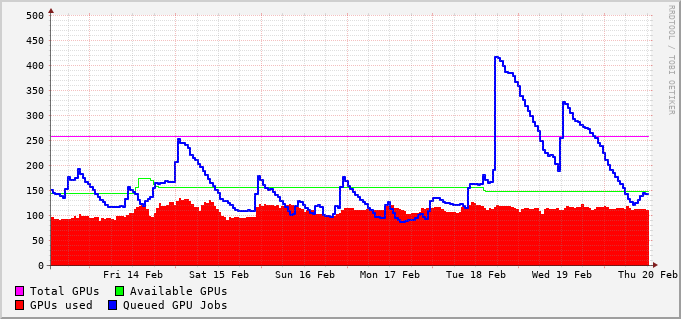 RRDTOOL / TOBI OETIKER
500
450
400
350
300
250
200
150
100
50
0
Fri 14 Feb Sat 15 Feb Sun 16 Feb Mon 17 Feb Tue 18 Feb Wed 19 Feb Thu 20 Feb
Total GPUs Available GPUs
GPUs used Queued GPU Jobs